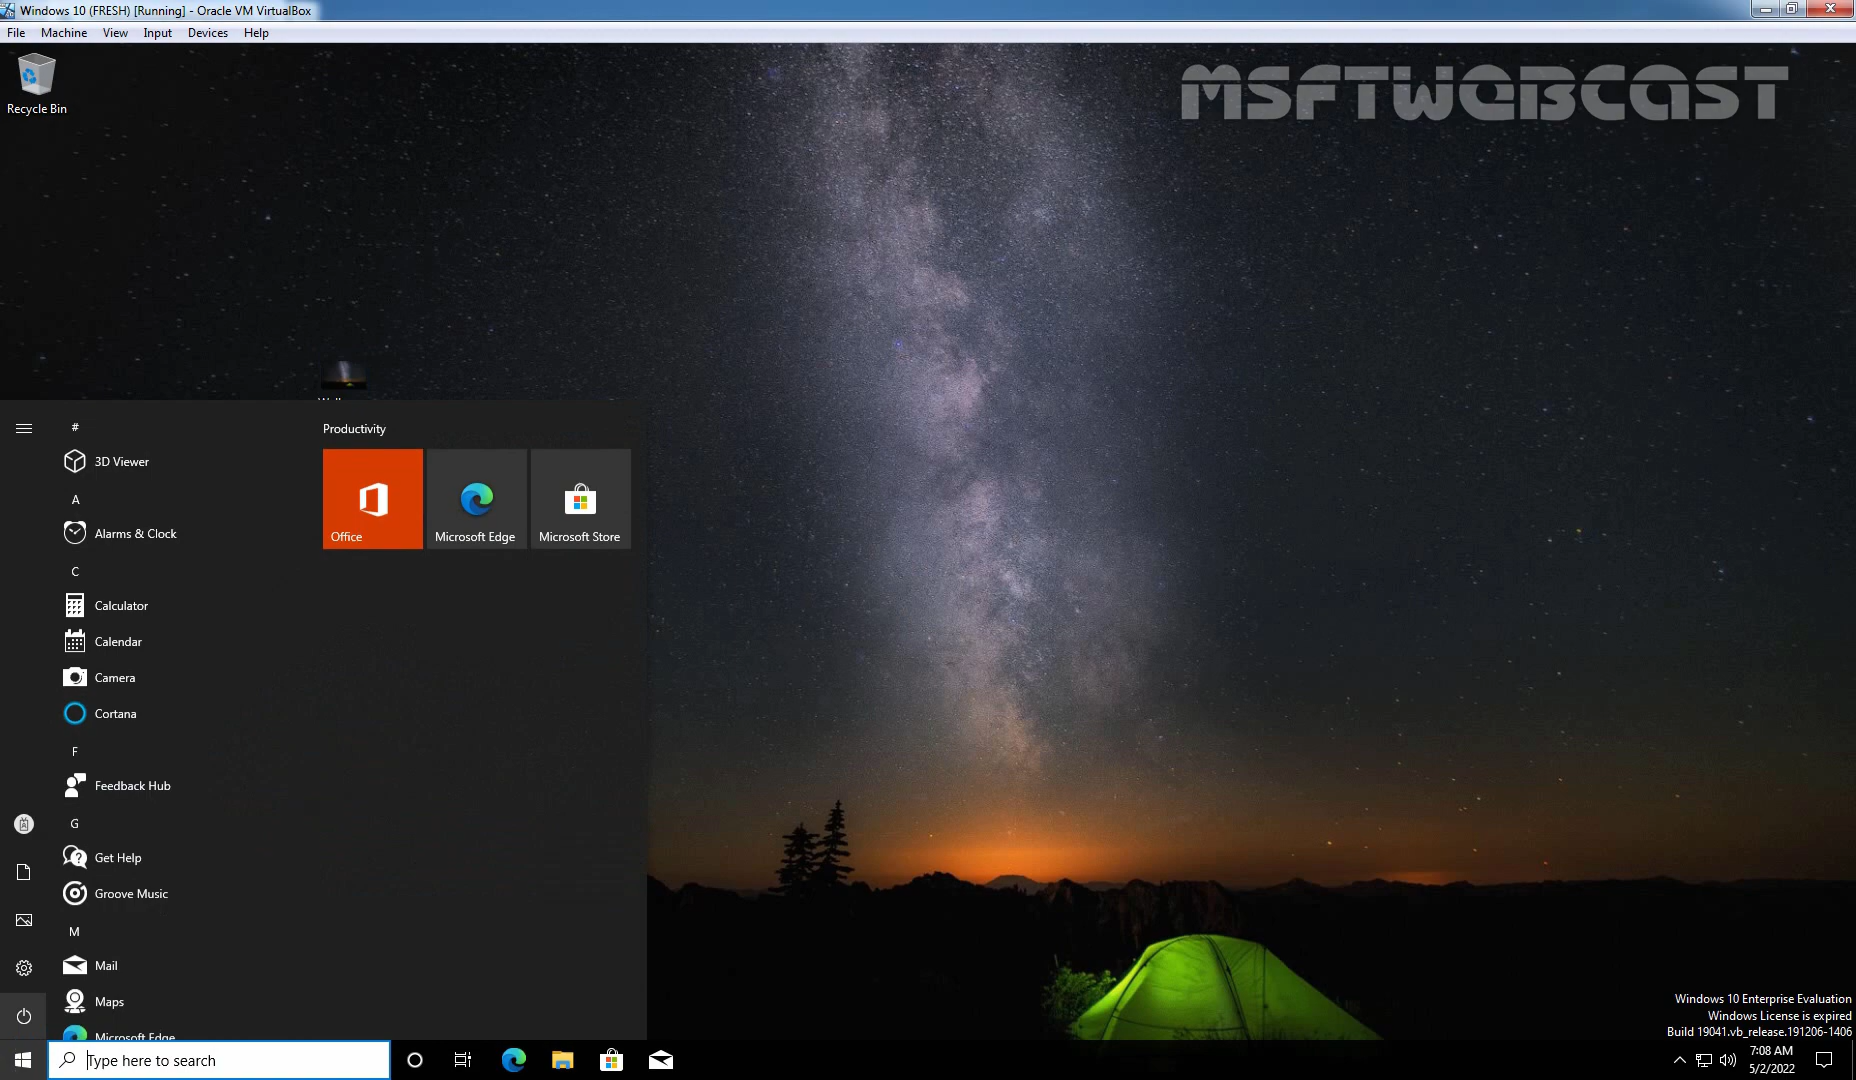 Windows 10 (FRESH) [Running] - Oracle VM VirtualBox
File Machine View Input Devices Help
Recycle Bin
MSFTWEBCAST
#
3D Viewer
A
Alarms & Clock
C
Calculator
Calendar
Camera
Cortana
F
Feedback Hub
G
Get Help
Groove Music
M
Mail
Maps
Microsoft Edge
Productivity
Office
Microsoft Edge
Microsoft Store
Windows 10 Enterprise Evaluation
Windows License is expired
Build 19041.vb_release.191206-1406
Type here to search
7:08 AM
5/2/2022